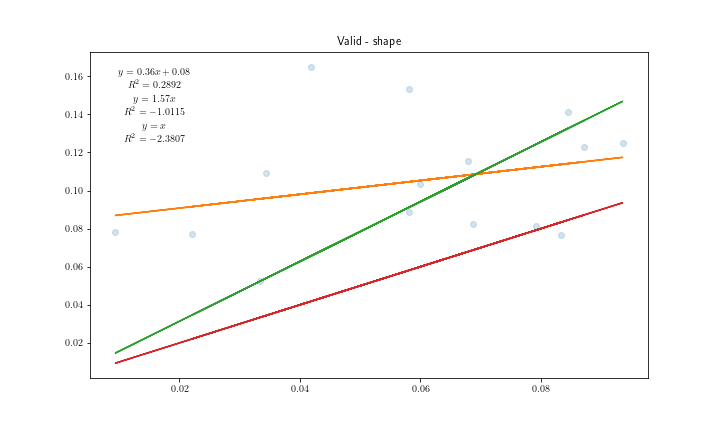 Valid - shape
y = 0.36x + 0.08
R² = 0.2892
y = 1.57x
R² = −1.0115
y = x
R² = −2.3807
0.16
0.14
0.12
0.10
0.08
0.06
0.04
0.02
0.02 0.04 0.06 0.08